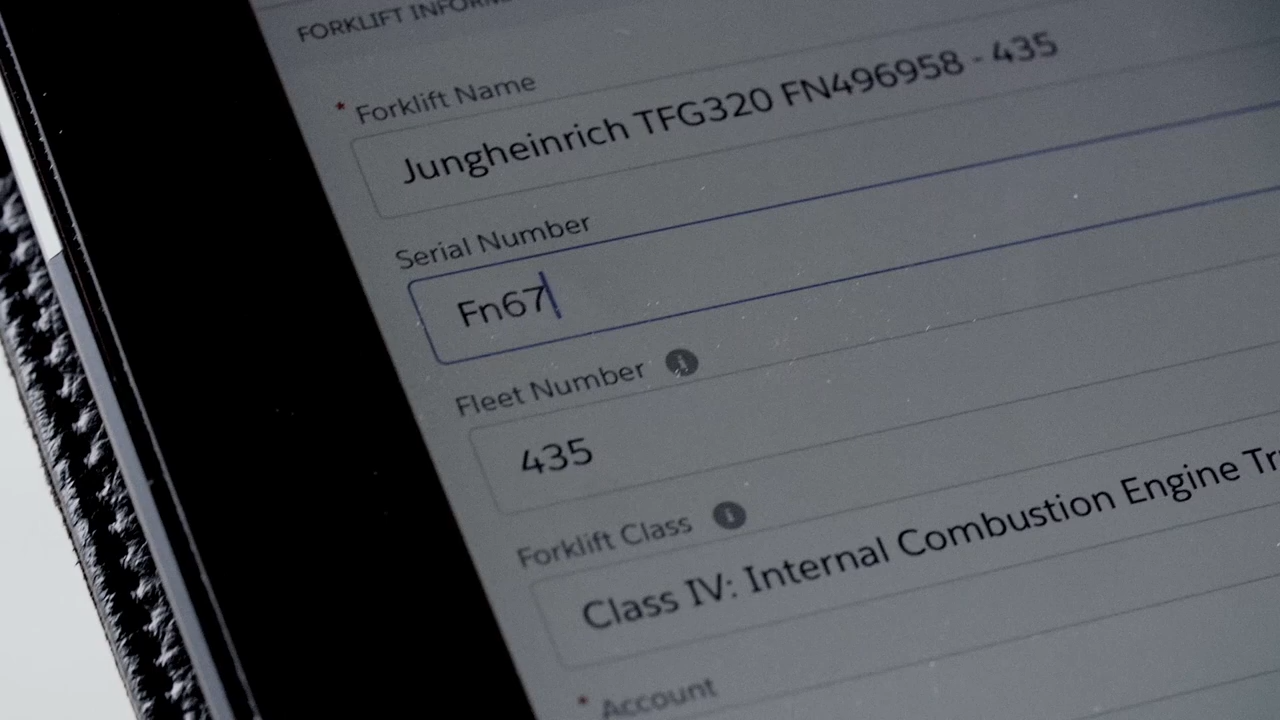 FORKLIFT
* Forklift Name
Jungheinrich TFG320 FN496958 - 435
Serial Number
Fn67
Fleet Number
435
Forklift Class
Class IV: Internal Combustion Engine
* Account